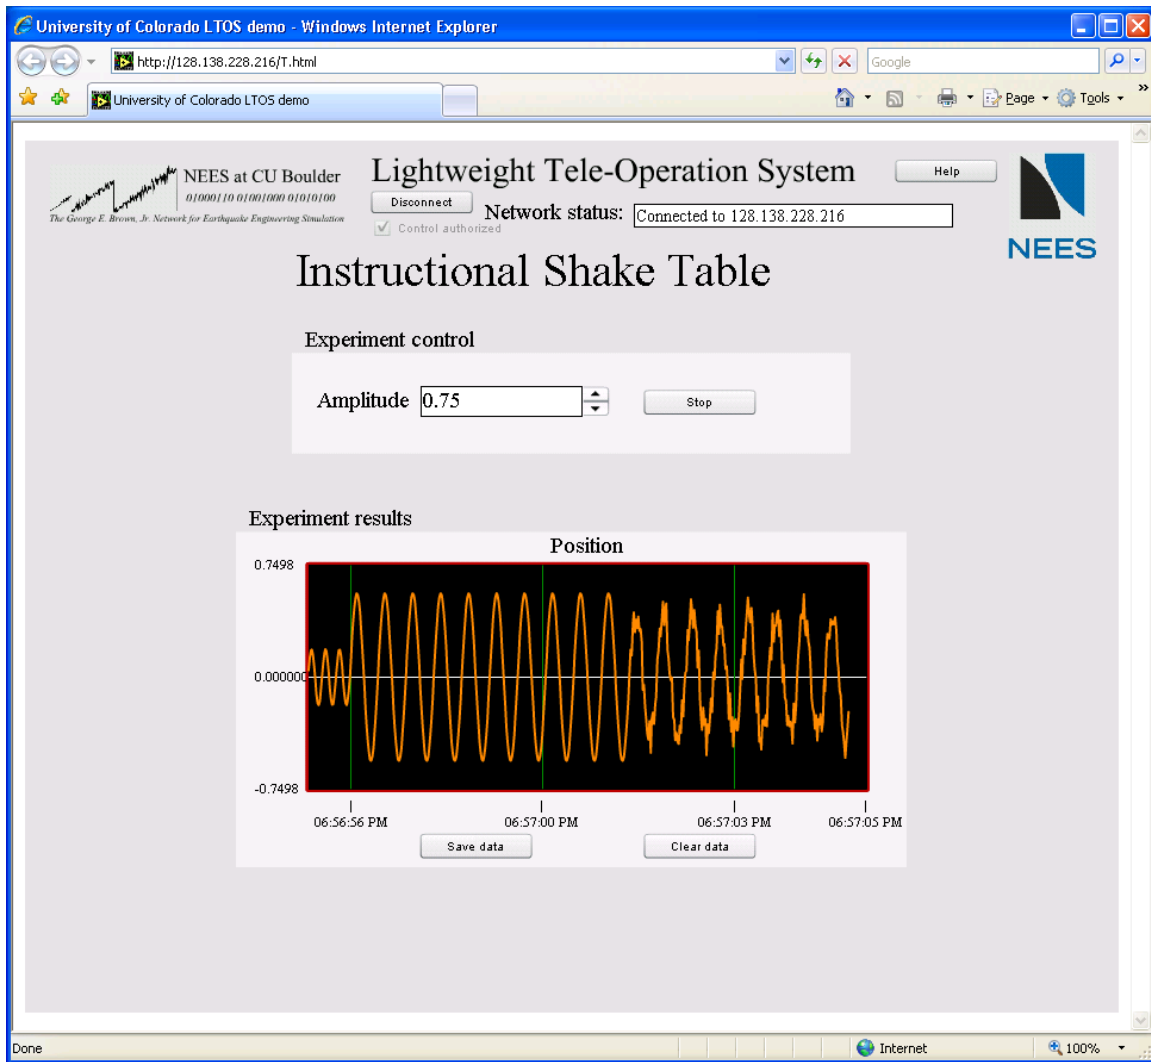 University of Colorado LTOS demo - Windows Internet Explorer
http://128.138.228.216/T.html
Google
University of Colorado LTOS demo
Page Tools »
NEES at CU Boulder
01000110 01001000 01010100
The George E. Brown, Jr. Network for Earthquake Engineering Simulation
Lightweight Tele-Operation System
Help
Disconnect
Network status: Connected to 128.138.228.216
Control authorized
NEES
Instructional Shake Table
Experiment control
Amplitude 0.75 Stop
Experiment results
Position
0.7498
0.000000
-0.7498
06:56:56 PM 06:57:00 PM 06:57:03 PM 06:57:05 PM
Save data Clear data
Done Internet 100%